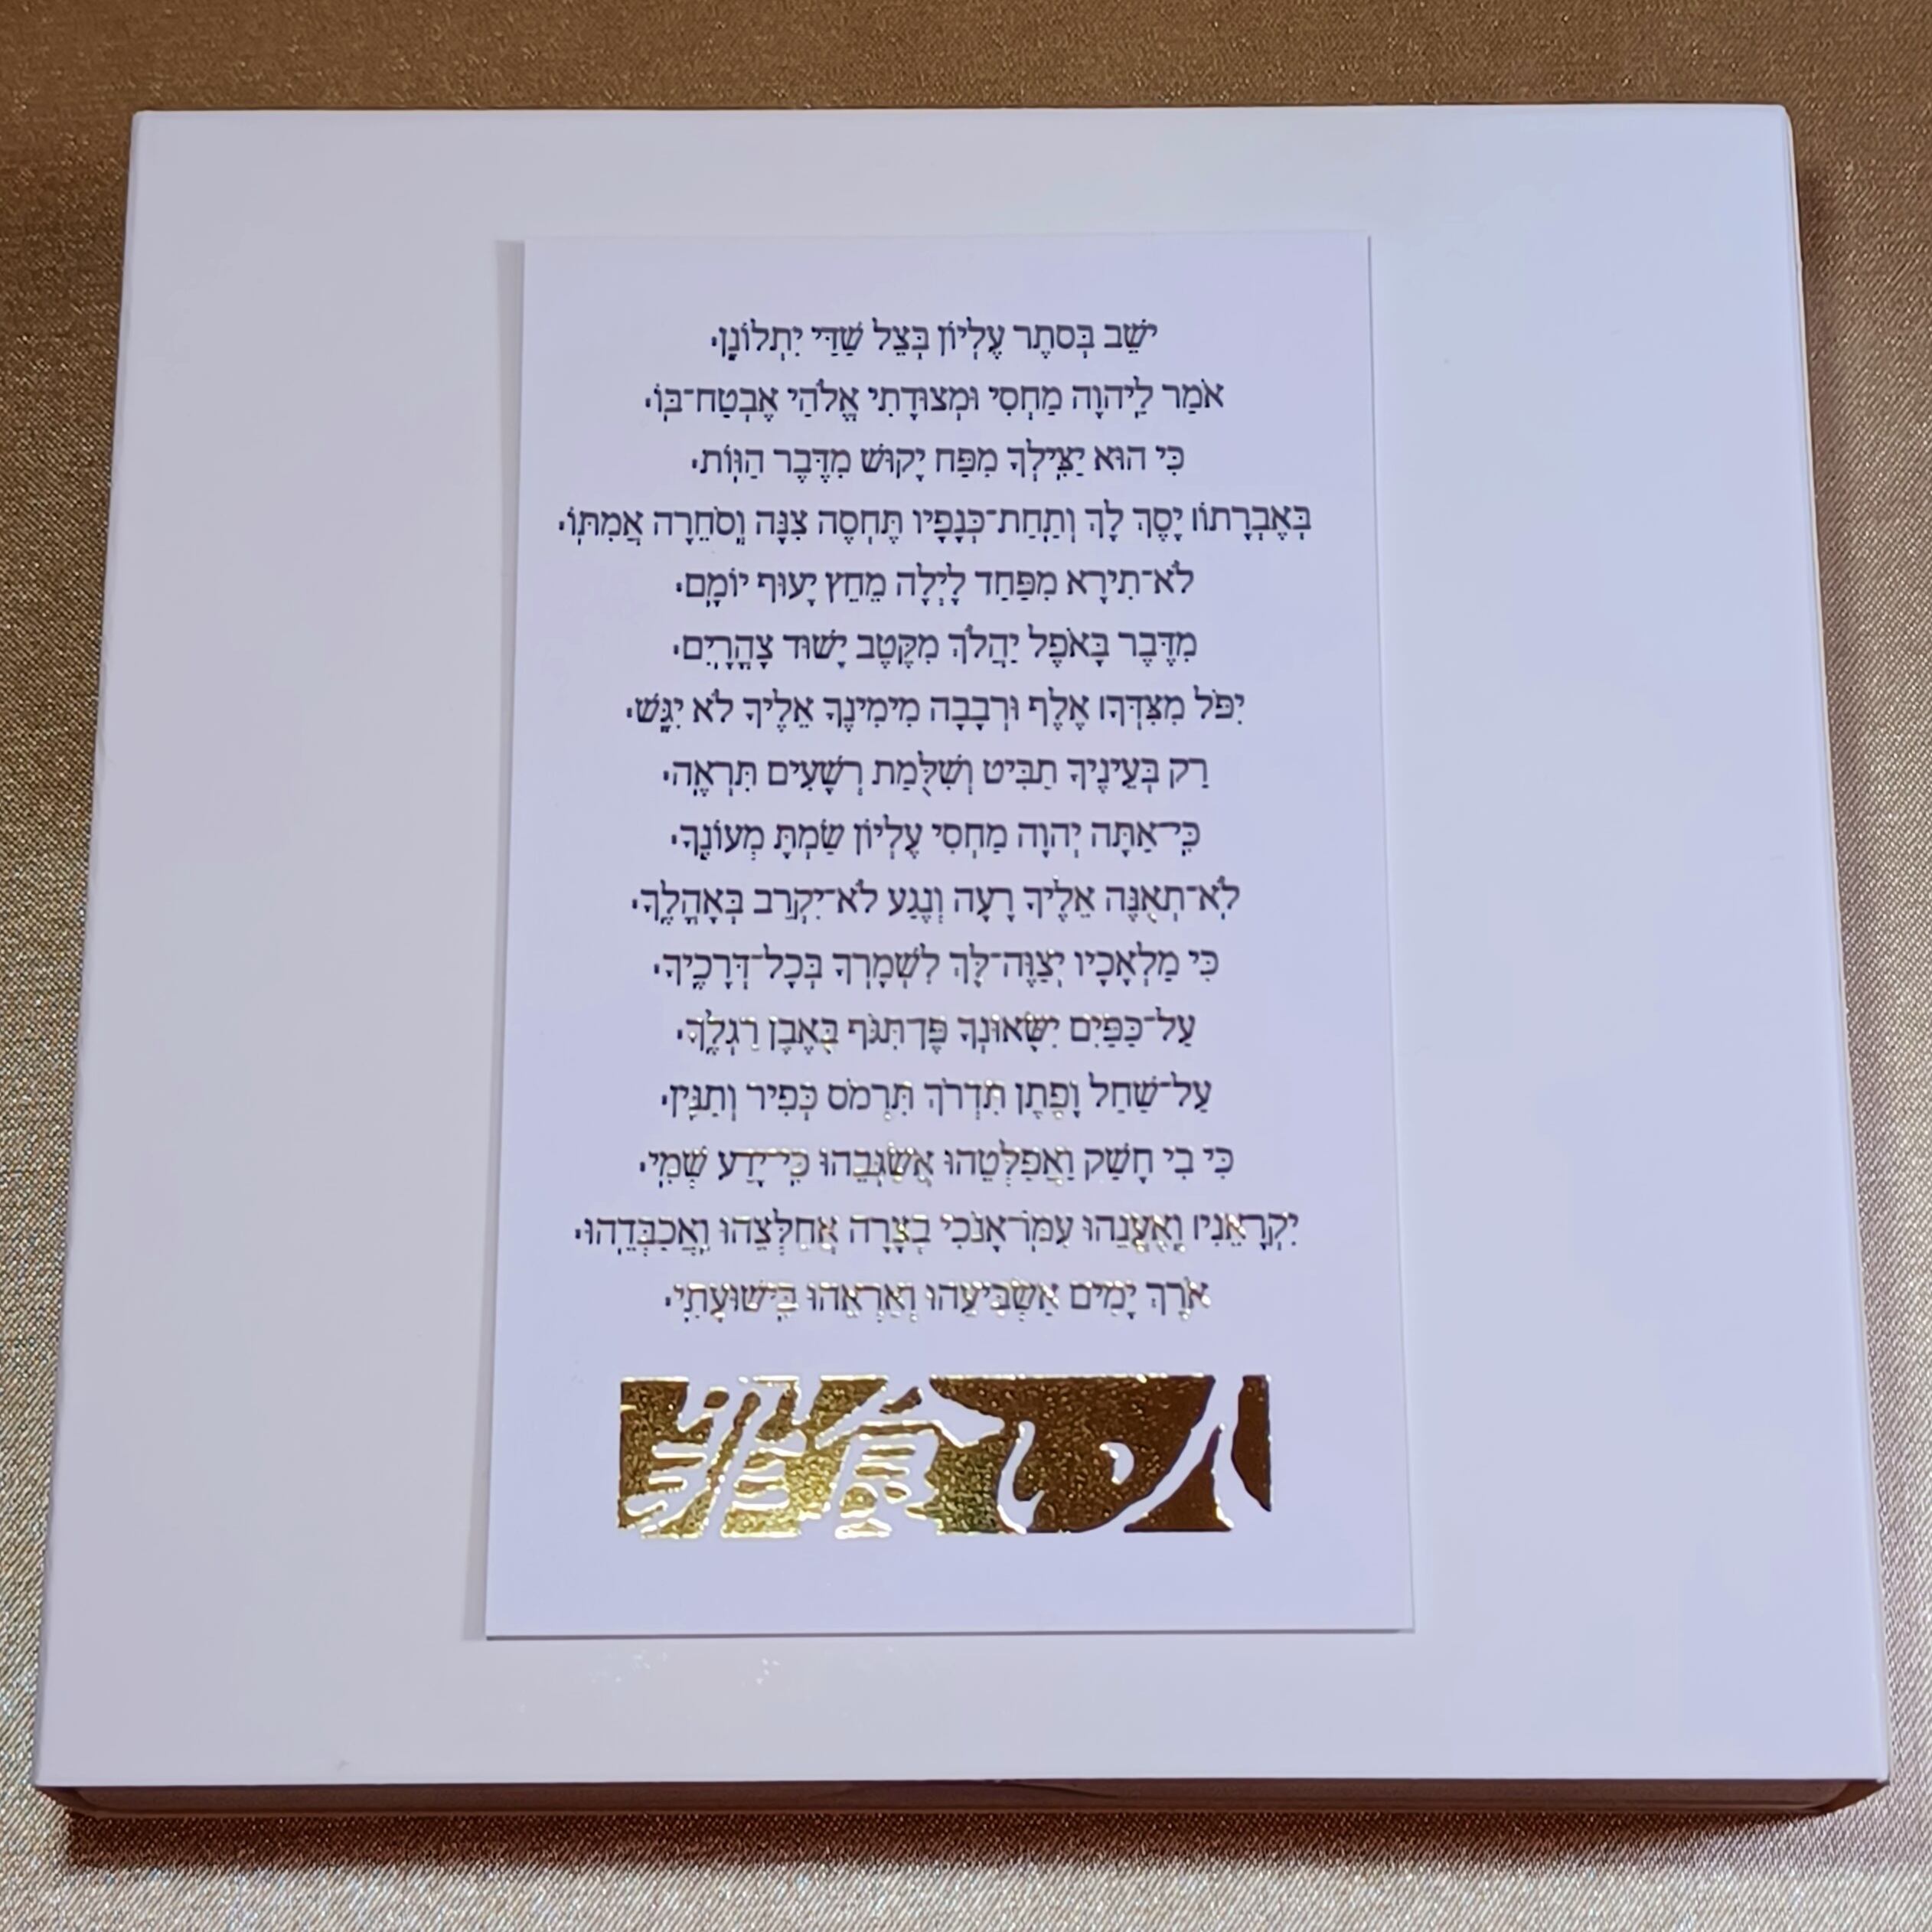 יֹשֵׁב בְּסֵתֶר עֶלְיוֹן בְּצֵל שַׁדַּי יִתְלוֹנָן.
אֹמַר לַיהוָה מַחְסִי וּמְצוּדָתִי אֱלֹהַי אֶבְטַח־בּוֹ.
כִּי הוּא יַצִּילְךָ מִפַּח יָקוּשׁ מִדֶּבֶר הַוּוֹת.
בְּאֶבְרָתוֹ׀ יָסֶךְ לָךְ וְתַחַת־כְּנָפָיו תֶּחְסֶה צִנָּה וְסֹחֵרָה אֲמִתּוֹ.
לֹא־תִירָא מִפַּחַד לָיְלָה מֵחֵץ יָעוּף יוֹמָם.
מִדֶּבֶר בָּאֹפֶל יַהֲלֹךְ מִקֶּטֶב יָשׁוּד צָהֳרָיִם.
יִפֹּל מִצִּדְּךָ׀ אֶלֶף וּרְבָבָה מִימִינֶךָ אֵלֶיךָ לֹא יִגָּשׁ.
רַק בְּעֵינֶיךָ תַבִּיט וְשִׁלֻּמַת רְשָׁעִים תִּרְאֶה.
כִּי־אַתָּה יְהוָה מַחְסִי עֶלְיוֹן שַׂמְתָּ מְעוֹנֶךָ.
לֹא־תְאֻנֶּה אֵלֶיךָ רָעָה וְנֶגַע לֹא־יִקְרַב בְּאָהֳלֶךָ.
כִּי מַלְאָכָיו יְצַוֶּה־לָּךְ לִשְׁמָרְךָ בְּכָל־דְּרָכֶיךָ.
עַל־כַּפַּיִם יִשָּׂאוּנְךָ פֶּן־תִּגֹּף בָּאֶבֶן רַגְלֶךָ.
עַל־שַׁחַל וָפֶתֶן תִּדְרֹךְ תִּרְמֹס כְּפִיר וְתַנִּין.
כִּי בִי חָשַׁק וַאֲפַלְּטֵהוּ אֲשַׂגְּבֵהוּ כִּי־יָדַע שְׁמִי.
יִקְרָאֵנִי׀ וְאֶעֱנֵהוּ עִמּוֹ־אָנֹכִי בְצָרָה אֲחַלְּצֵהוּ וַאֲכַבְּדֵהוּ.
אֹרֶךְ יָמִים אַשְׂבִּיעֵהוּ וְאַרְאֵהוּ בִּישׁוּעָתִי.